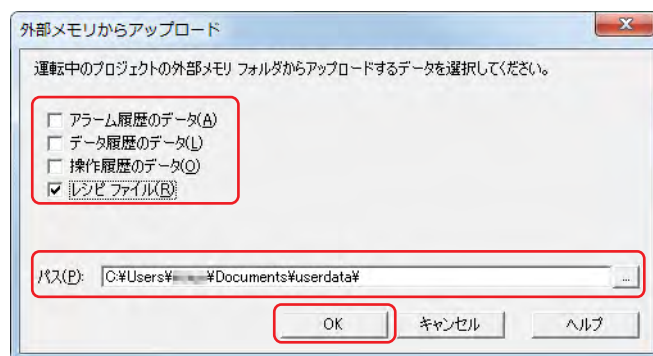 外部メモリからアップロード
運転中のプロジェクトの外部メモリ フォルダからアップロードするデータを選択してください。
アラーム履歴のデータ(A)
データ履歴のデータ(L)
操作履歴のデータ(O)
レシピ ファイル(R)
パス(P): C:¥Users¥ ¥Documents¥userdata¥ ...
OK キャンセル ヘルプ